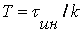 T = τ_ин / k